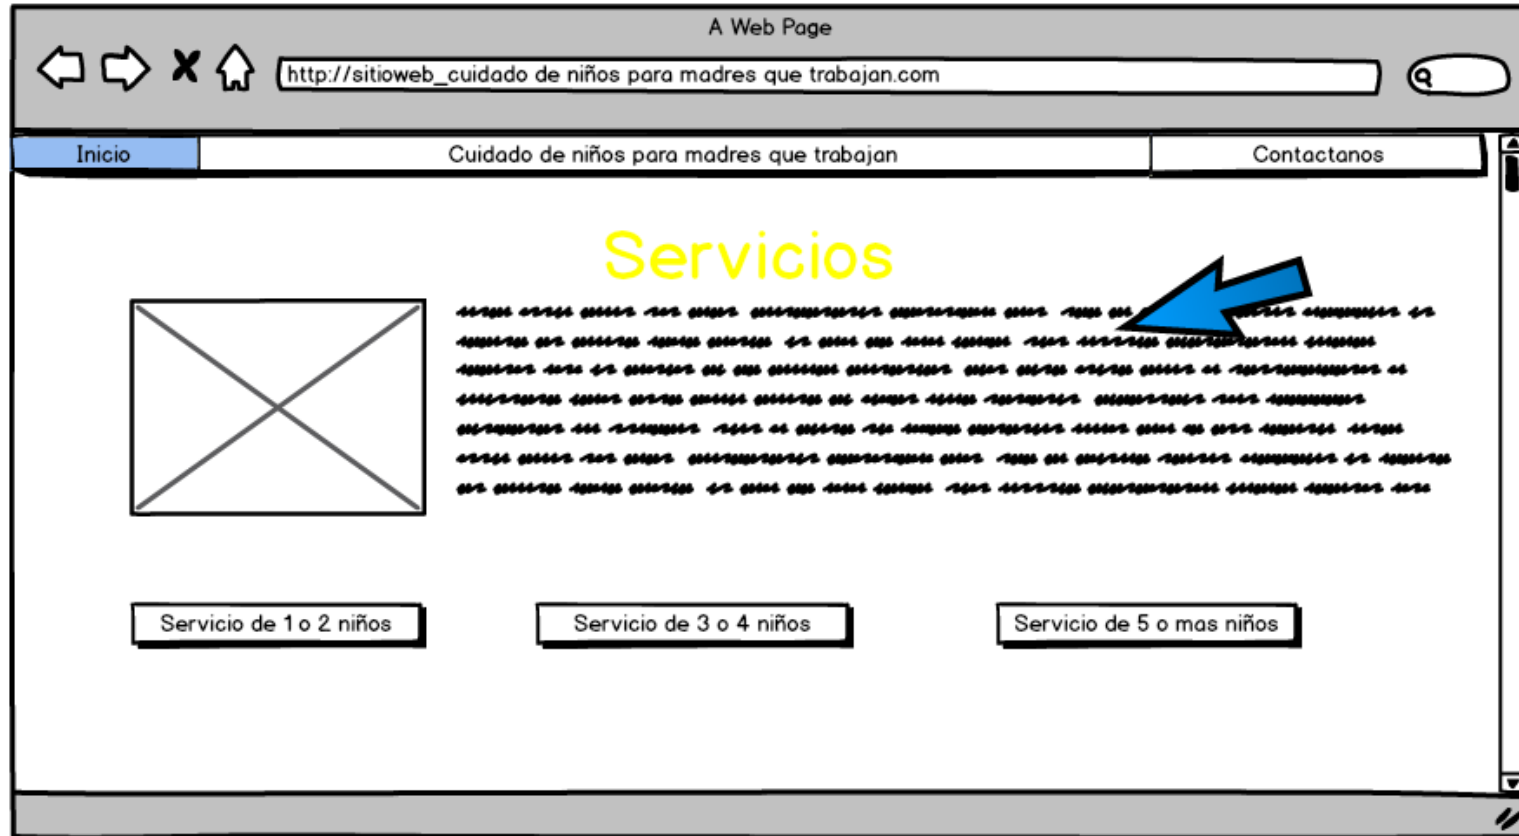 A Web Page
http://sitioweb_cuidado de niños para madres que trabajan.com
Inicio
Cuidado de niños para madres que trabajan
Contactanos
Servicios
Servicio de 1 o 2 niños
Servicio de 3 o 4 niños
Servicio de 5 o mas niños